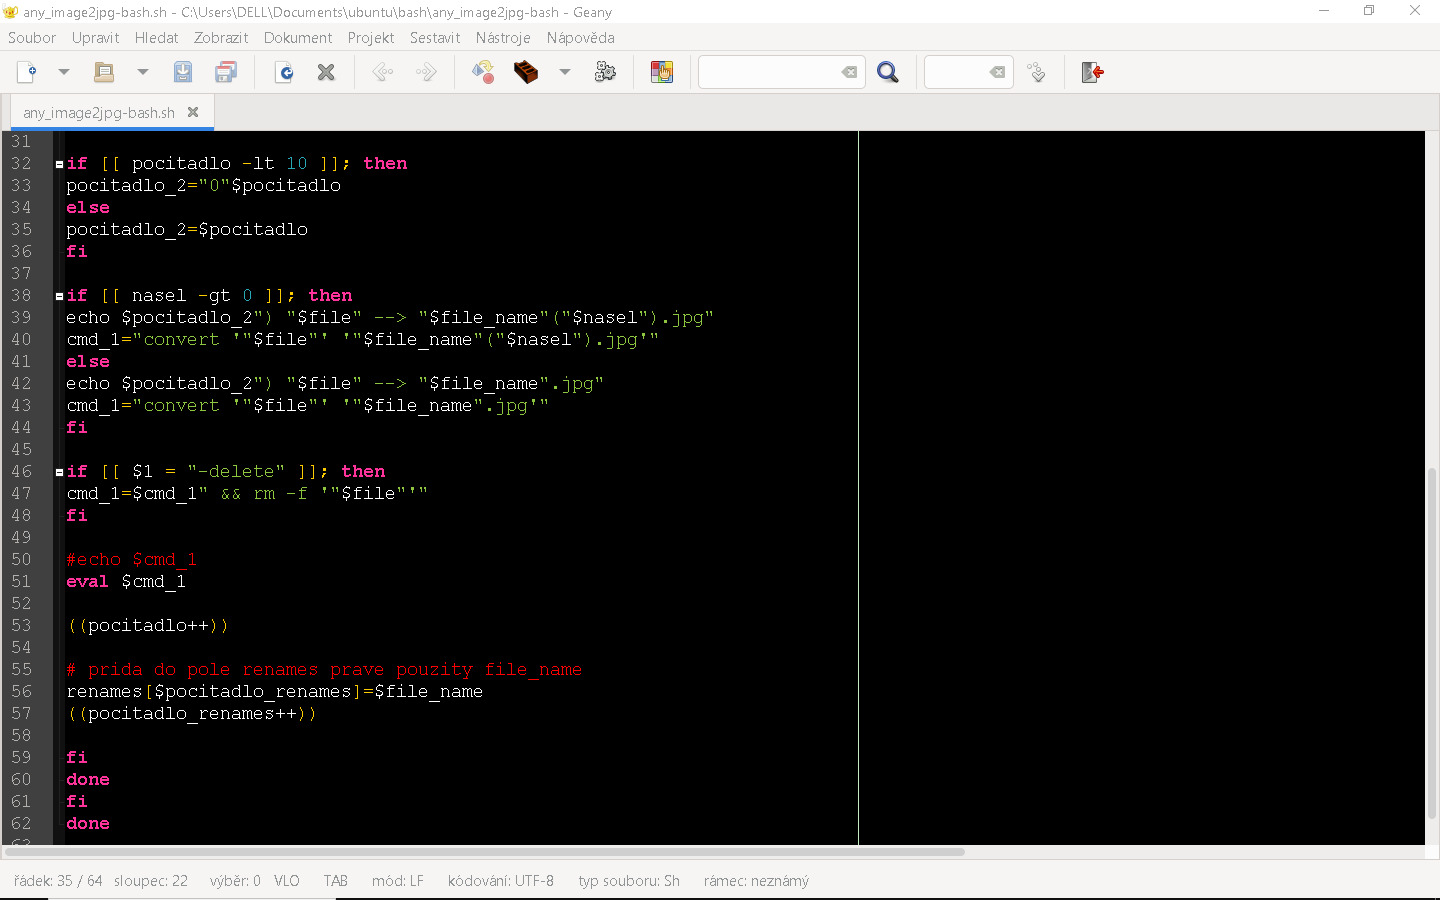 any_image2jpg-bash.sh - C:\Users\DELL\Documents\ubuntu\bash\any_image2jpg-bash - Geany
Soubor Upravit Hledat Zobrazit Dokument Projekt Sestavit Nástroje Nápověda
any_image2jpg-bash.sh
31
32 if [[ pocitadlo -lt 10 ]]; then
33 pocitadlo_2="0"$pocitadlo
34 else
35 pocitadlo_2=$pocitadlo
36 fi
37
38 if [[ nasel -gt 0 ]]; then
39 echo $pocitadlo_2") "$file" --> "$file_name"("$nasel").jpg"
40 cmd_1="convert '"$file"' '"$file_name"("$nasel").jpg'"
41 else
42 echo $pocitadlo_2") "$file" --> "$file_name".jpg"
43 cmd_1="convert '"$file"' '"$file_name".jpg'"
44 fi
45
46 if [[ $1 = "-delete" ]]; then
47 cmd_1=$cmd_1" && rm -f '"$file"'"
48 fi
49
50 #echo $cmd_1
51 eval $cmd_1
52
53 ((pocitadlo++))
54
55 # prida do pole renames prave pouzity file_name
56 renames[$pocitadlo_renames]=$file_name
57 ((pocitadlo_renames++))
58
59 fi
60 done
61 fi
62 done
63
řádek: 35 / 64 sloupec: 22 výběr: 0 VLO TAB mód: LF kódování: UTF-8 typ souboru: Sh rámec: neznámý